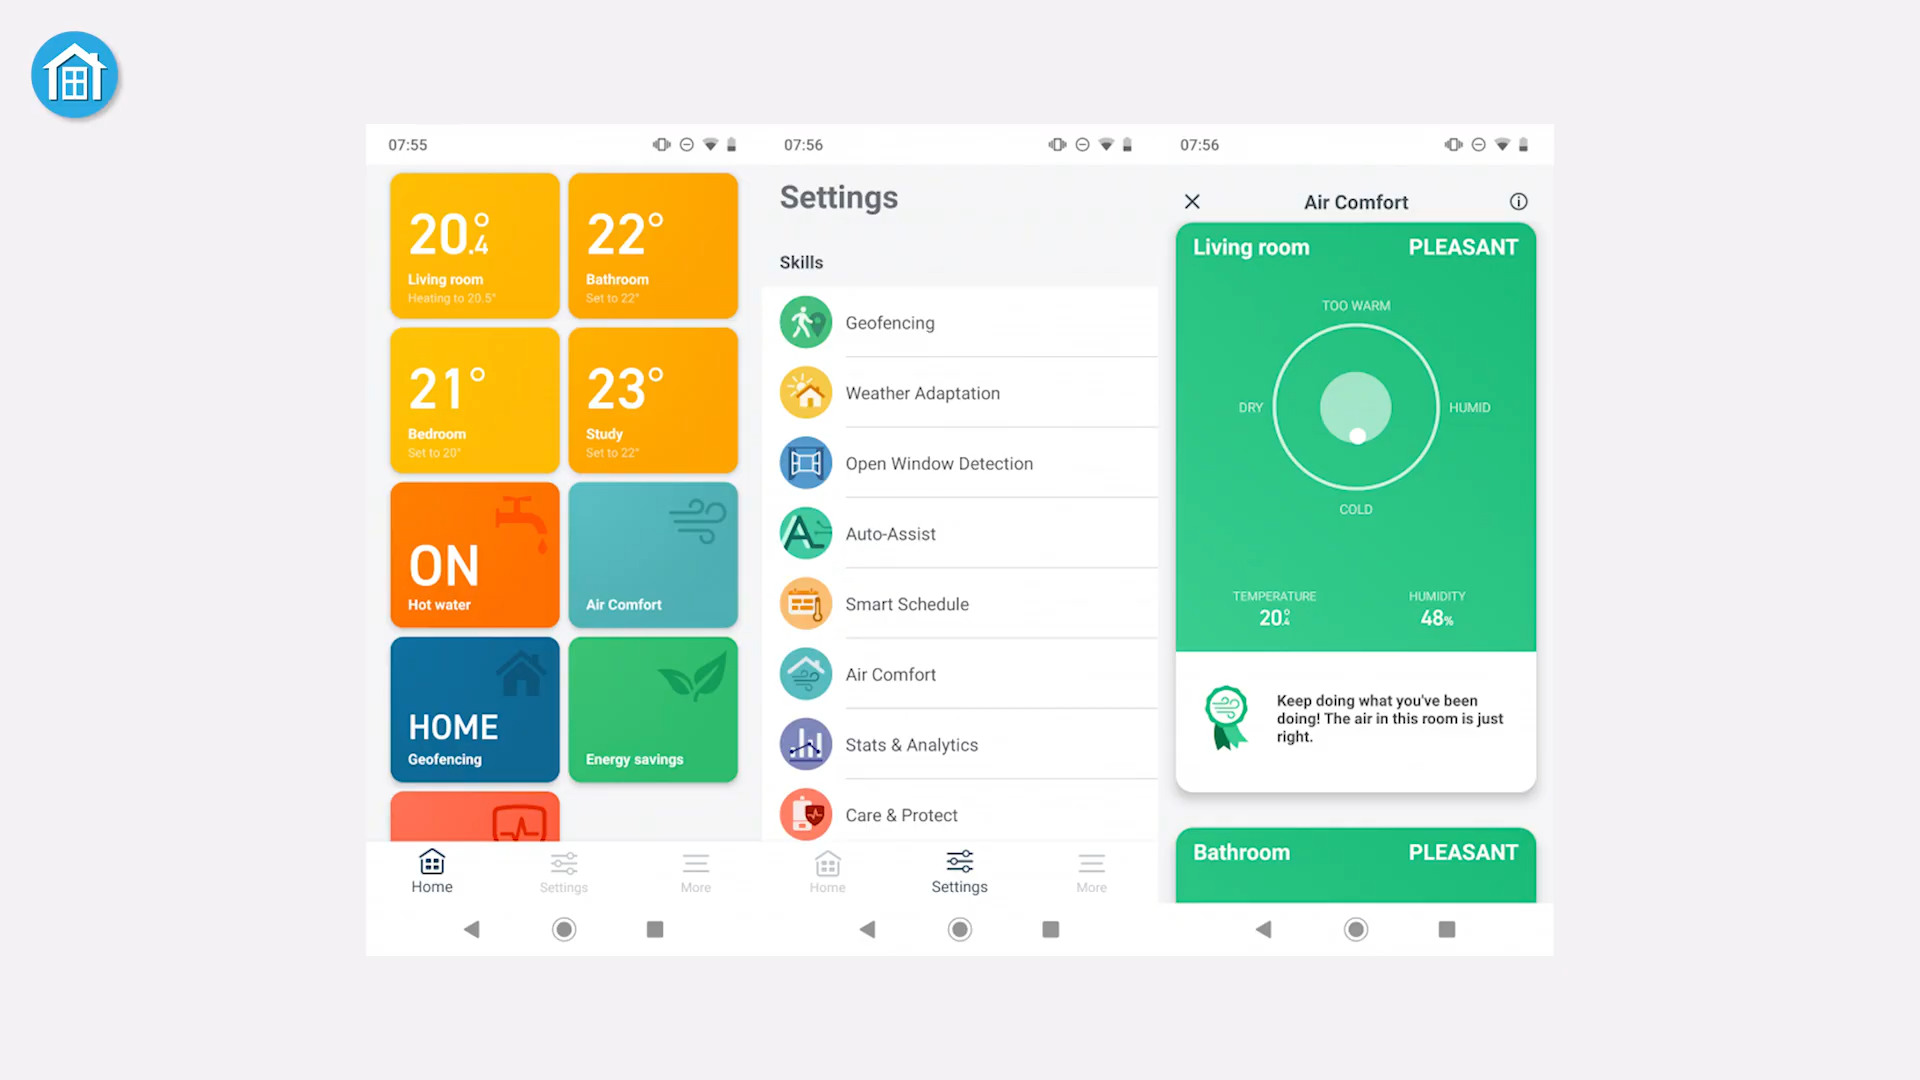 07:55
20.4°
Living room
Heating to 20.5°
22°
Bathroom
Set to 22°
21°
Bedroom
Set to 20°
23°
Study
Set to 22°
ON
Hot water
Air Comfort
HOME
Geofencing
Energy savings
Home
Settings
More
07:56
Settings
Skills
Geofencing
Weather Adaptation
Open Window Detection
Auto-Assist
Smart Schedule
Air Comfort
Stats & Analytics
Care & Protect
Home
Settings
More
07:56
Air Comfort
Living room PLEASANT
TOO WARM
DRY
HUMID
COLD
TEMPERATURE
20.4°
HUMIDITY
48%
Keep doing what you've been
doing! The air in this room is just
right.
Bathroom PLEASANT